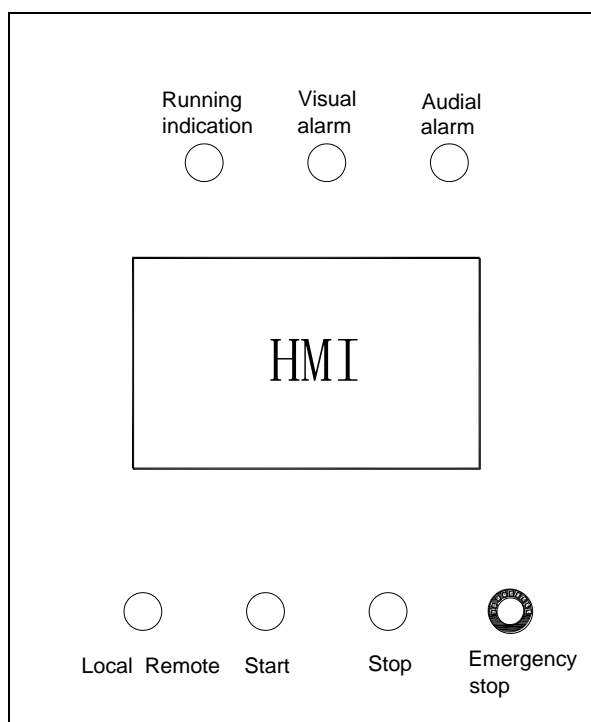 Running indication
Visual alarm
Audial alarm
HMI
Local Remote
Start
Stop
Emergency stop